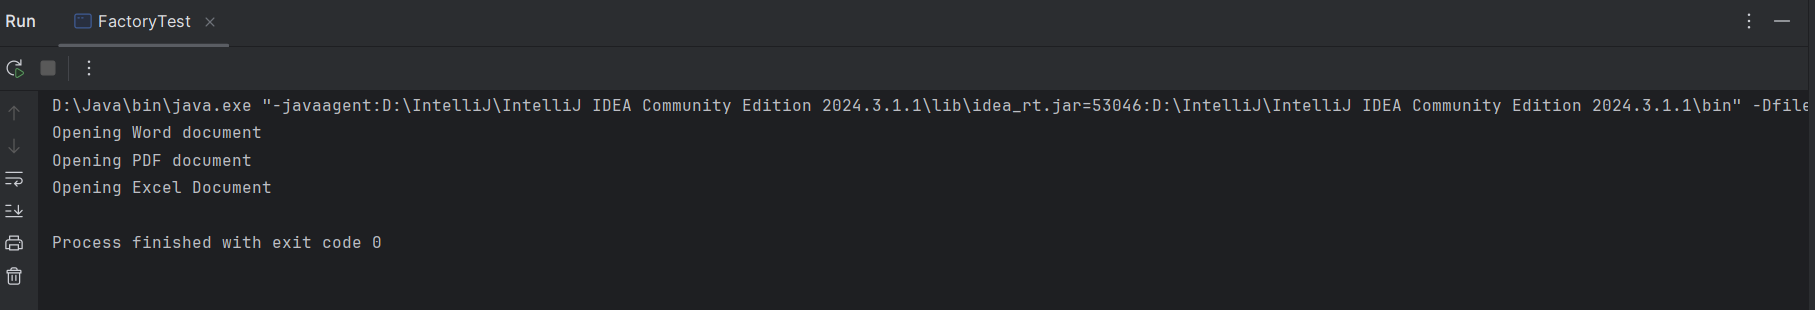 Run FactoryTest
D:\Java\bin\java.exe "-javaagent:D:\IntelliJ\IntelliJ IDEA Community Edition 2024.3.1.1\lib\idea_rt.jar=53046:D:\IntelliJ\IntelliJ IDEA Community Edition 2024.3.1.1\bin" -Dfile
Opening Word document
Opening PDF document
Opening Excel Document
Process finished with exit code 0